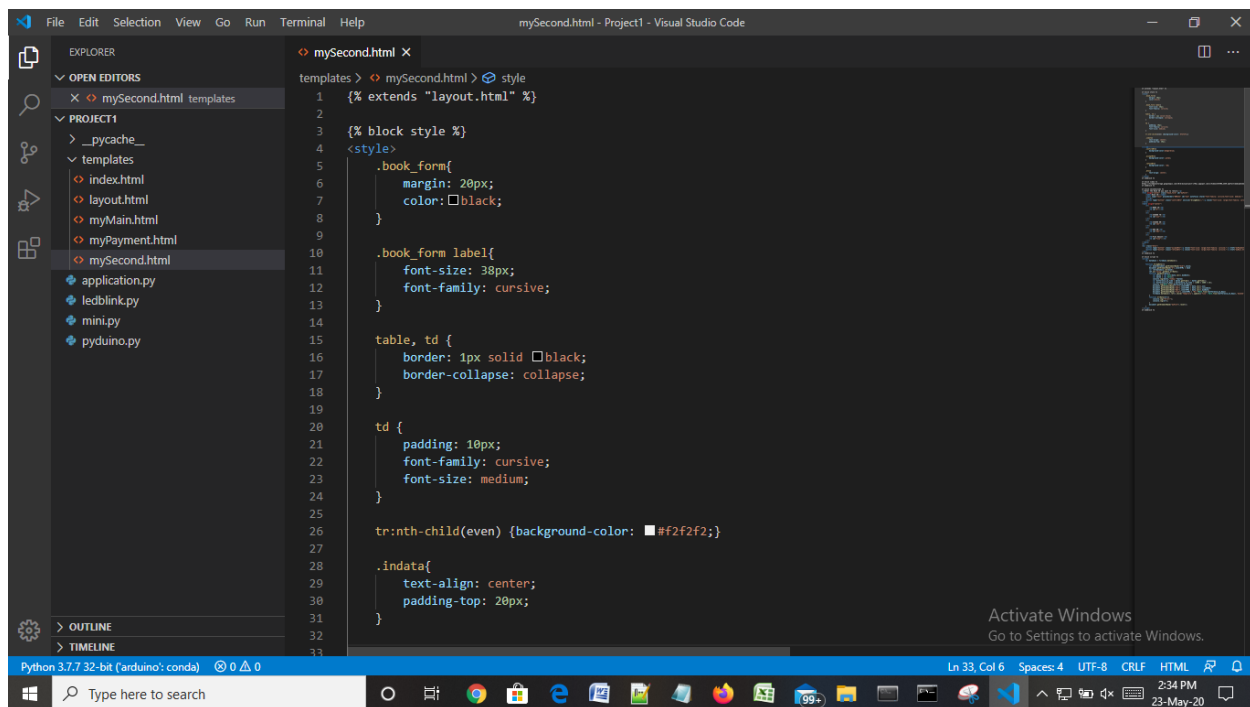 File Edit Selection View Go Run Terminal Help mySecond.html - Project1 - Visual Studio Code
EXPLORER
OPEN EDITORS
mySecond.html templates
PROJECT1
__pycache__
templates
index.html
layout.html
myMain.html
myPayment.html
mySecond.html
application.py
ledblink.py
mini.py
pyduino.py
OUTLINE
TIMELINE
mySecond.html
templates > mySecond.html > style
1 {% extends "layout.html" %}
2
3 {% block style %}
4 <style>
5 .book_form{
6 margin: 20px;
7 color: black;
8 }
9
10 .book_form label{
11 font-size: 38px;
12 font-family: cursive;
13 }
14
15 table, td {
16 border: 1px solid black;
17 border-collapse: collapse;
18 }
19
20 td {
21 padding: 10px;
22 font-family: cursive;
23 font-size: medium;
24 }
25
26 tr:nth-child(even) {background-color: #f2f2f2;}
27
28 .indata{
29 text-align: center;
30 padding-top: 20px;
31 }
32
33
Activate Windows
Go to Settings to activate Windows.
Python 3.7.7 32-bit ('arduino': conda) 0 0 Ln 33, Col 6 Spaces: 4 UTF-8 CRLF HTML
Type here to search
99+
2:34 PM
23-May-20